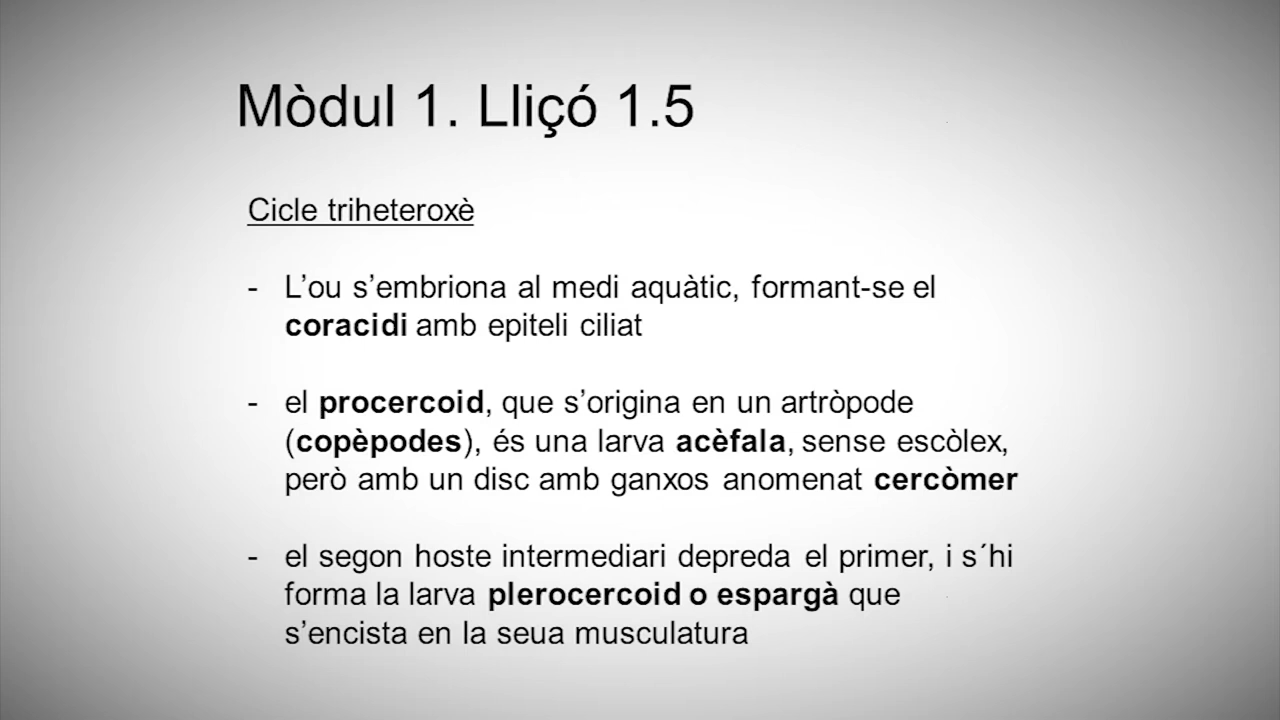 Mòdul 1. Lliçó 1.5
Cicle triheteroxè
- L’ou s’embriona al medi aquàtic, formant-se el
coracidi amb epiteli ciliat
- el procercoid, que s’origina en un artròpode
(copèpodes), és una larva acèfala, sense escòlex,
però amb un disc amb ganxos anomenat cercòmer
- el segon hoste intermediari depreda el primer, i s´hi
forma la larva plerocercoid o espargà que
s’encista en la seua musculatura